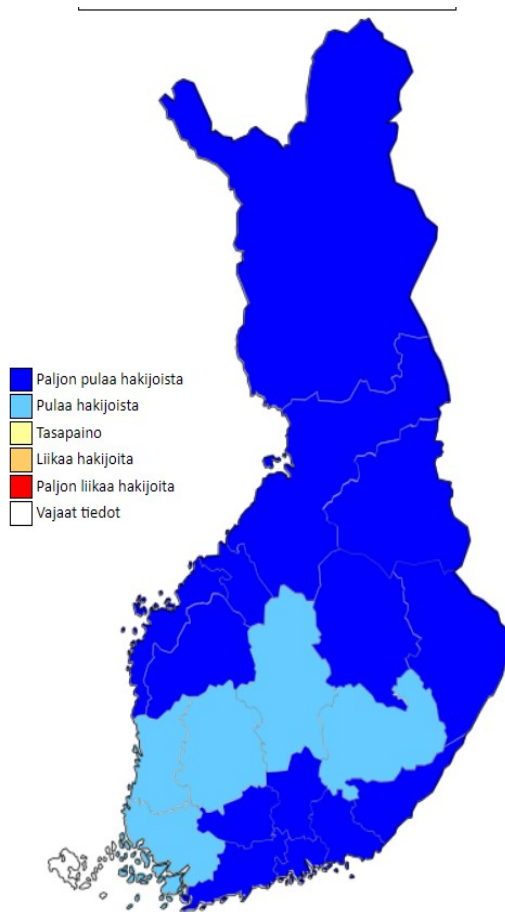 Paljon pulaa hakijoista
Pulaa hakijoista
Tasapaino
Liikaa hakijoita
Paljon liikaa hakijoita
Vajaat tiedot